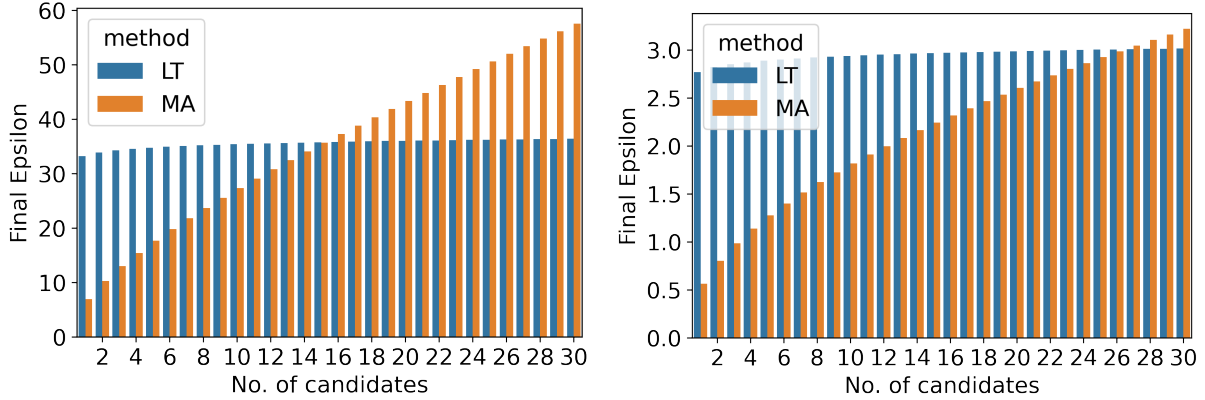 60
50
40
30
20
10
0
Final Epsilon
method
LT
MA
2 4 6 8 10 12 14 16 18 20 22 24 26 28 30
No. of candidates
3.0
2.5
2.0
1.5
1.0
0.5
0.0
Final Epsilon
method
LT
MA
2 4 6 8 10 12 14 16 18 20 22 24 26 28 30
No. of candidates